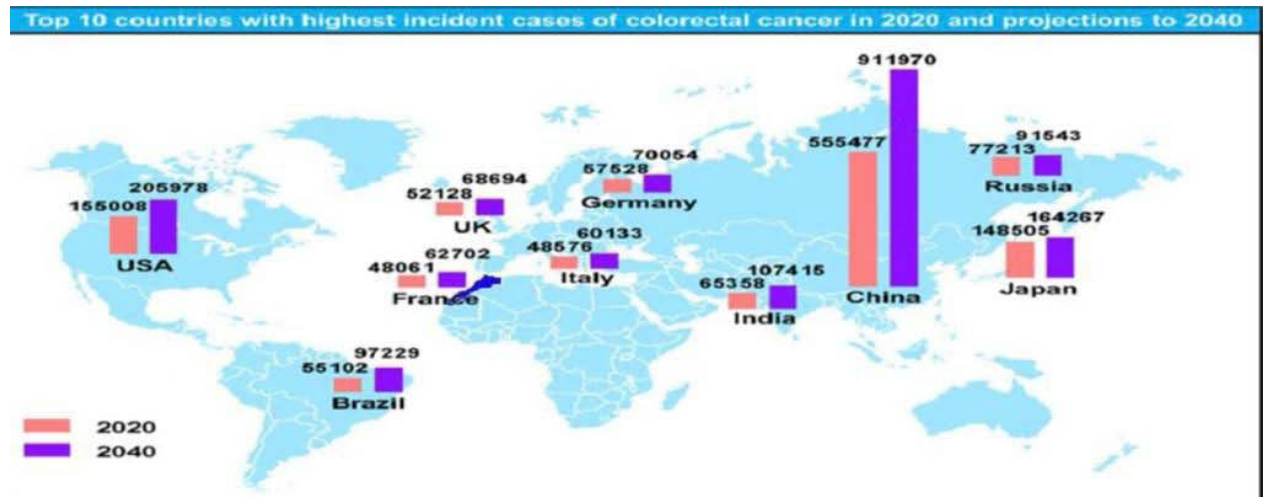 Top 10 countries with highest incident cases of colorectal cancer in 2020 and projections to 2040
911970
555477
91543
77213
Russia
70054
57528
Germany
68694
52128
UK
205978
155008
USA
164267
148505
Japan
60133
48576
Italy
62702
48061
France
107415
65358
India
China
97229
55102
Brazil
2020
2040